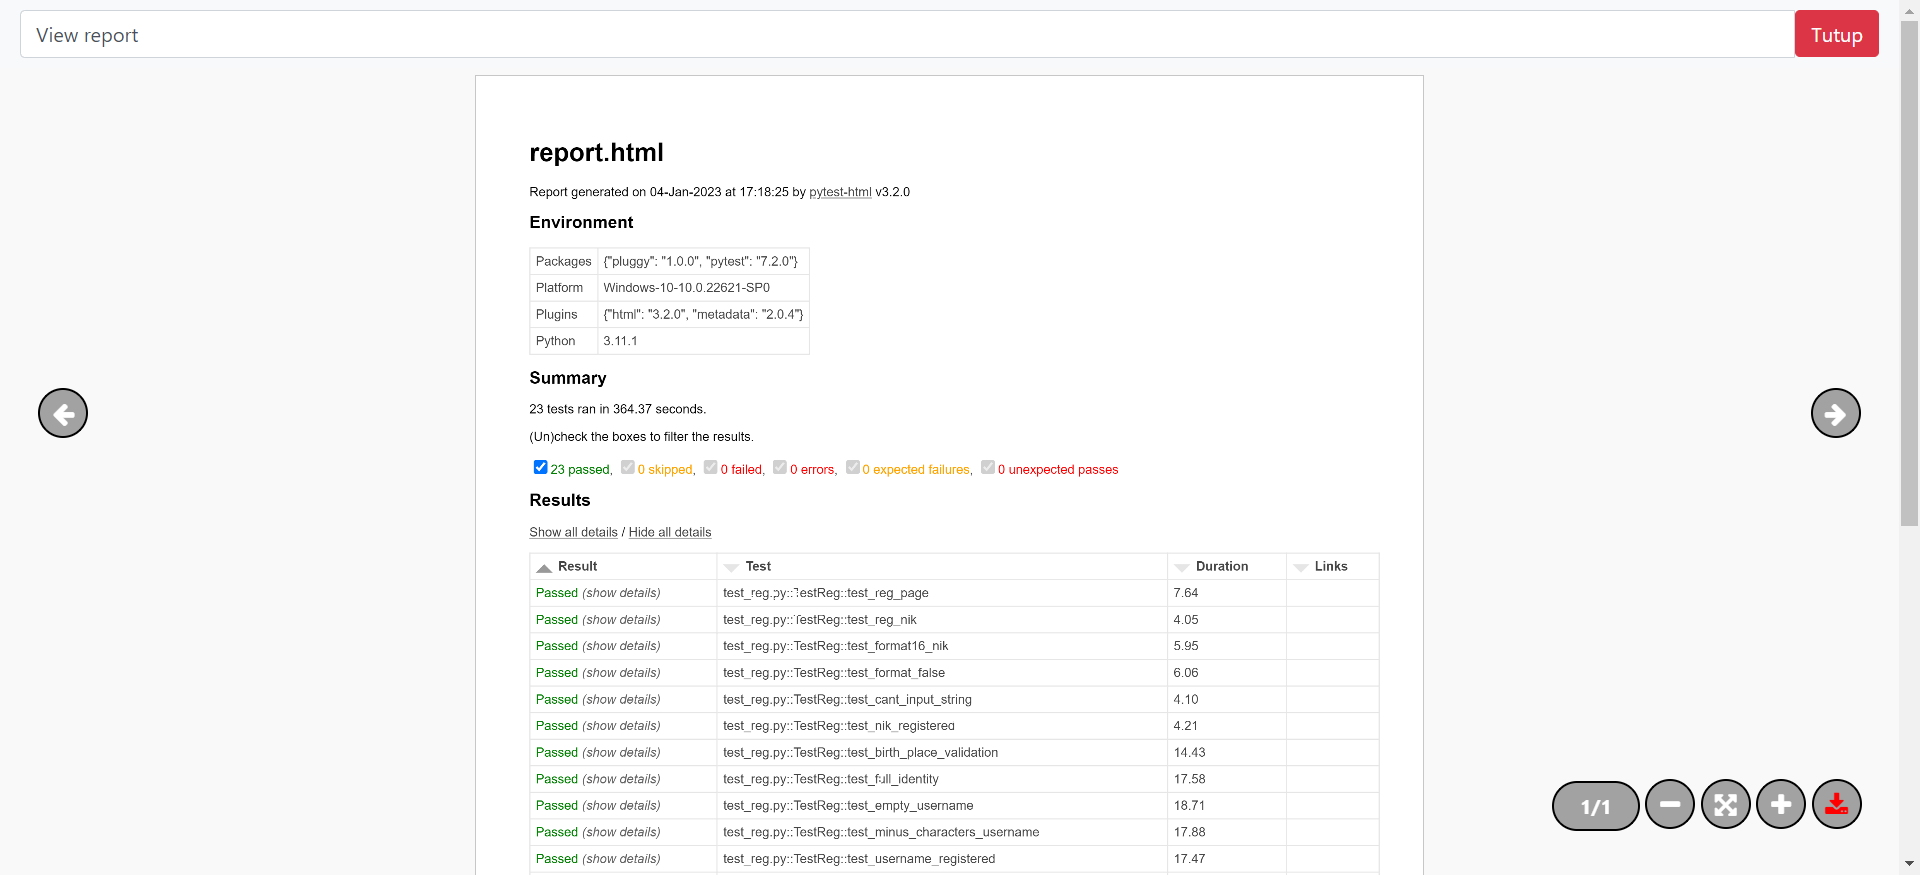 View report
Tutup
report.html
Report generated on 04-Jan-2023 at 17:18:25 by pytest-html v3.2.0
Environment
Packages {"pluggy": "1.0.0", "pytest": "7.2.0"}
Platform Windows-10-10.0.22621-SP0
Plugins {"html": "3.2.0", "metadata": "2.0.4"}
Python 3.11.1
Summary
23 tests ran in 364.37 seconds.
(Un)check the boxes to filter the results.
23 passed, 0 skipped, 0 failed, 0 errors, 0 expected failures, 0 unexpected passes
Results
Show all details / Hide all details
Result Test Duration Links
Passed (show details) test_reg.py::TestReg::test_reg_page 7.64
Passed (show details) test_reg.py::TestReg::test_reg_nik 4.05
Passed (show details) test_reg.py::TestReg::test_format16_nik 5.95
Passed (show details) test_reg.py::TestReg::test_format_false 6.06
Passed (show details) test_reg.py::TestReg::test_cant_input_string 4.10
Passed (show details) test_reg.py::TestReg::test_nik_registered 4.21
Passed (show details) test_reg.py::TestReg::test_birth_place_validation 14.43
Passed (show details) test_reg.py::TestReg::test_full_identity 17.58
Passed (show details) test_reg.py::TestReg::test_empty_username 18.71
Passed (show details) test_reg.py::TestReg::test_minus_characters_username 17.88
Passed (show details) test_reg.py::TestReg::test_username_registered 17.47
1/1